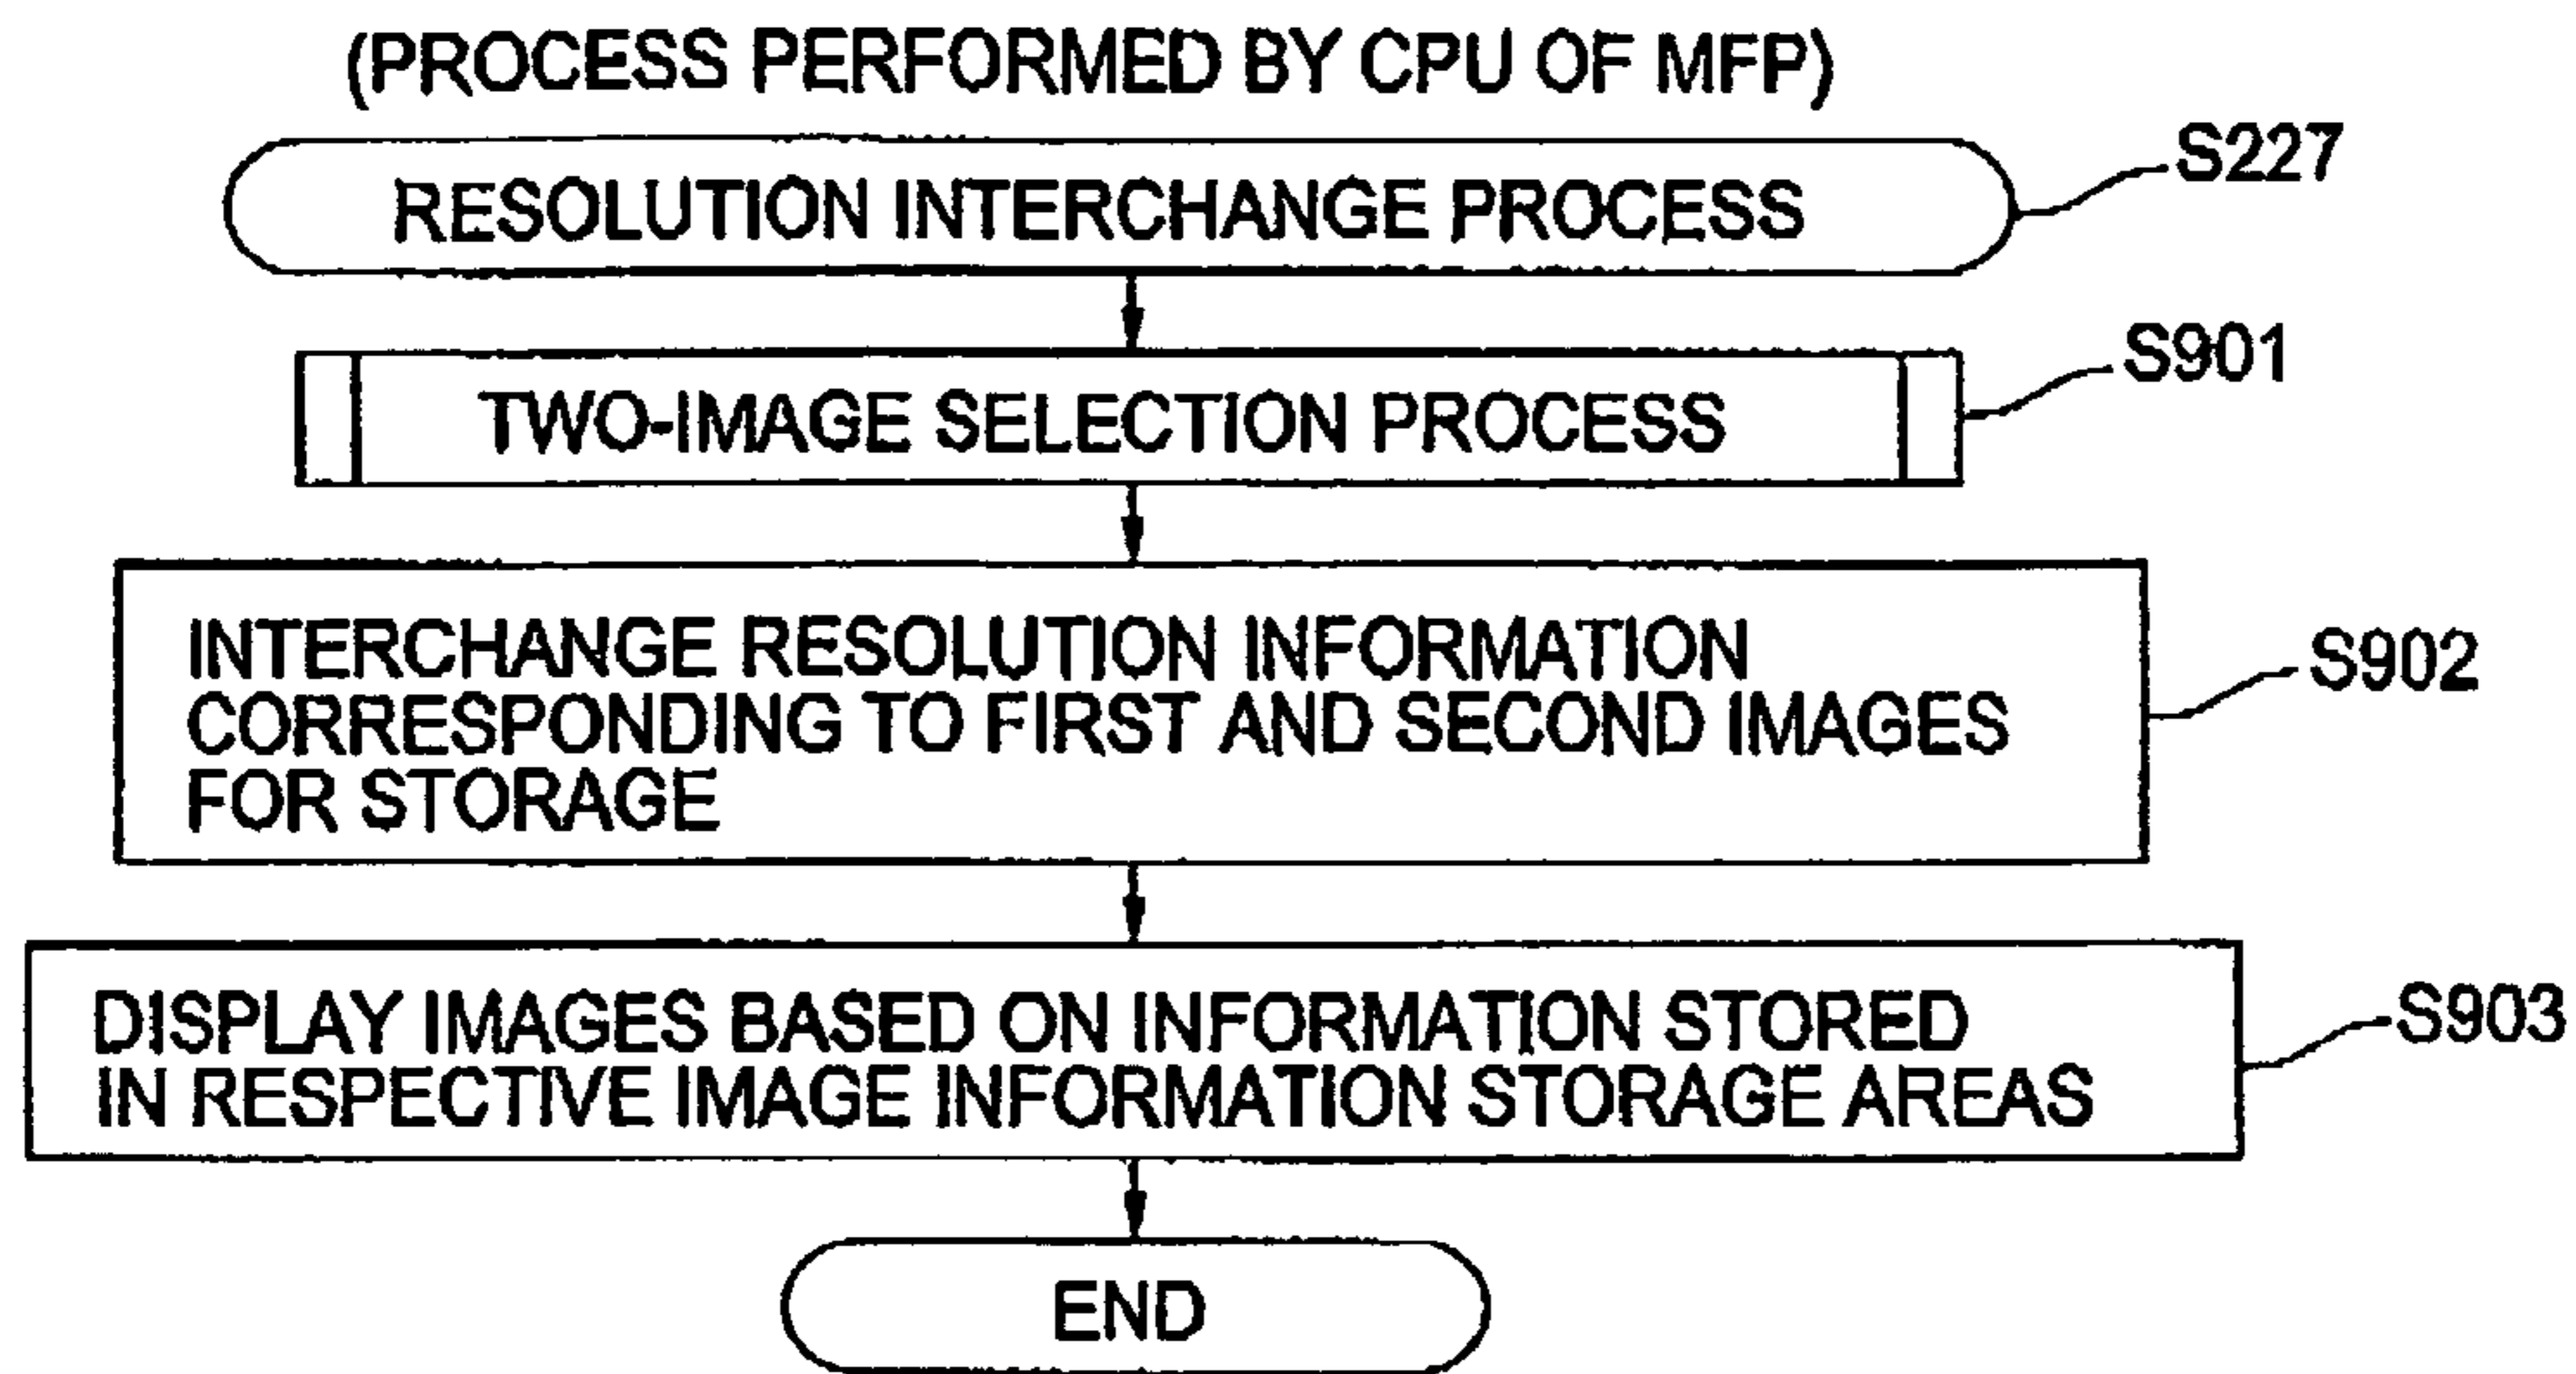 (PROCESS PERFORMED BY CPU OF MFP)
RESOLUTION INTERCHANGE PROCESS
S227
TWO-IMAGE SELECTION PROCESS
S901
INTERCHANGE RESOLUTION INFORMATION
CORRESPONDING TO FIRST AND SECOND IMAGES
FOR STORAGE
S902
DISPLAY IMAGES BASED ON INFORMATION STORED
IN RESPECTIVE IMAGE INFORMATION STORAGE AREAS
S903
END